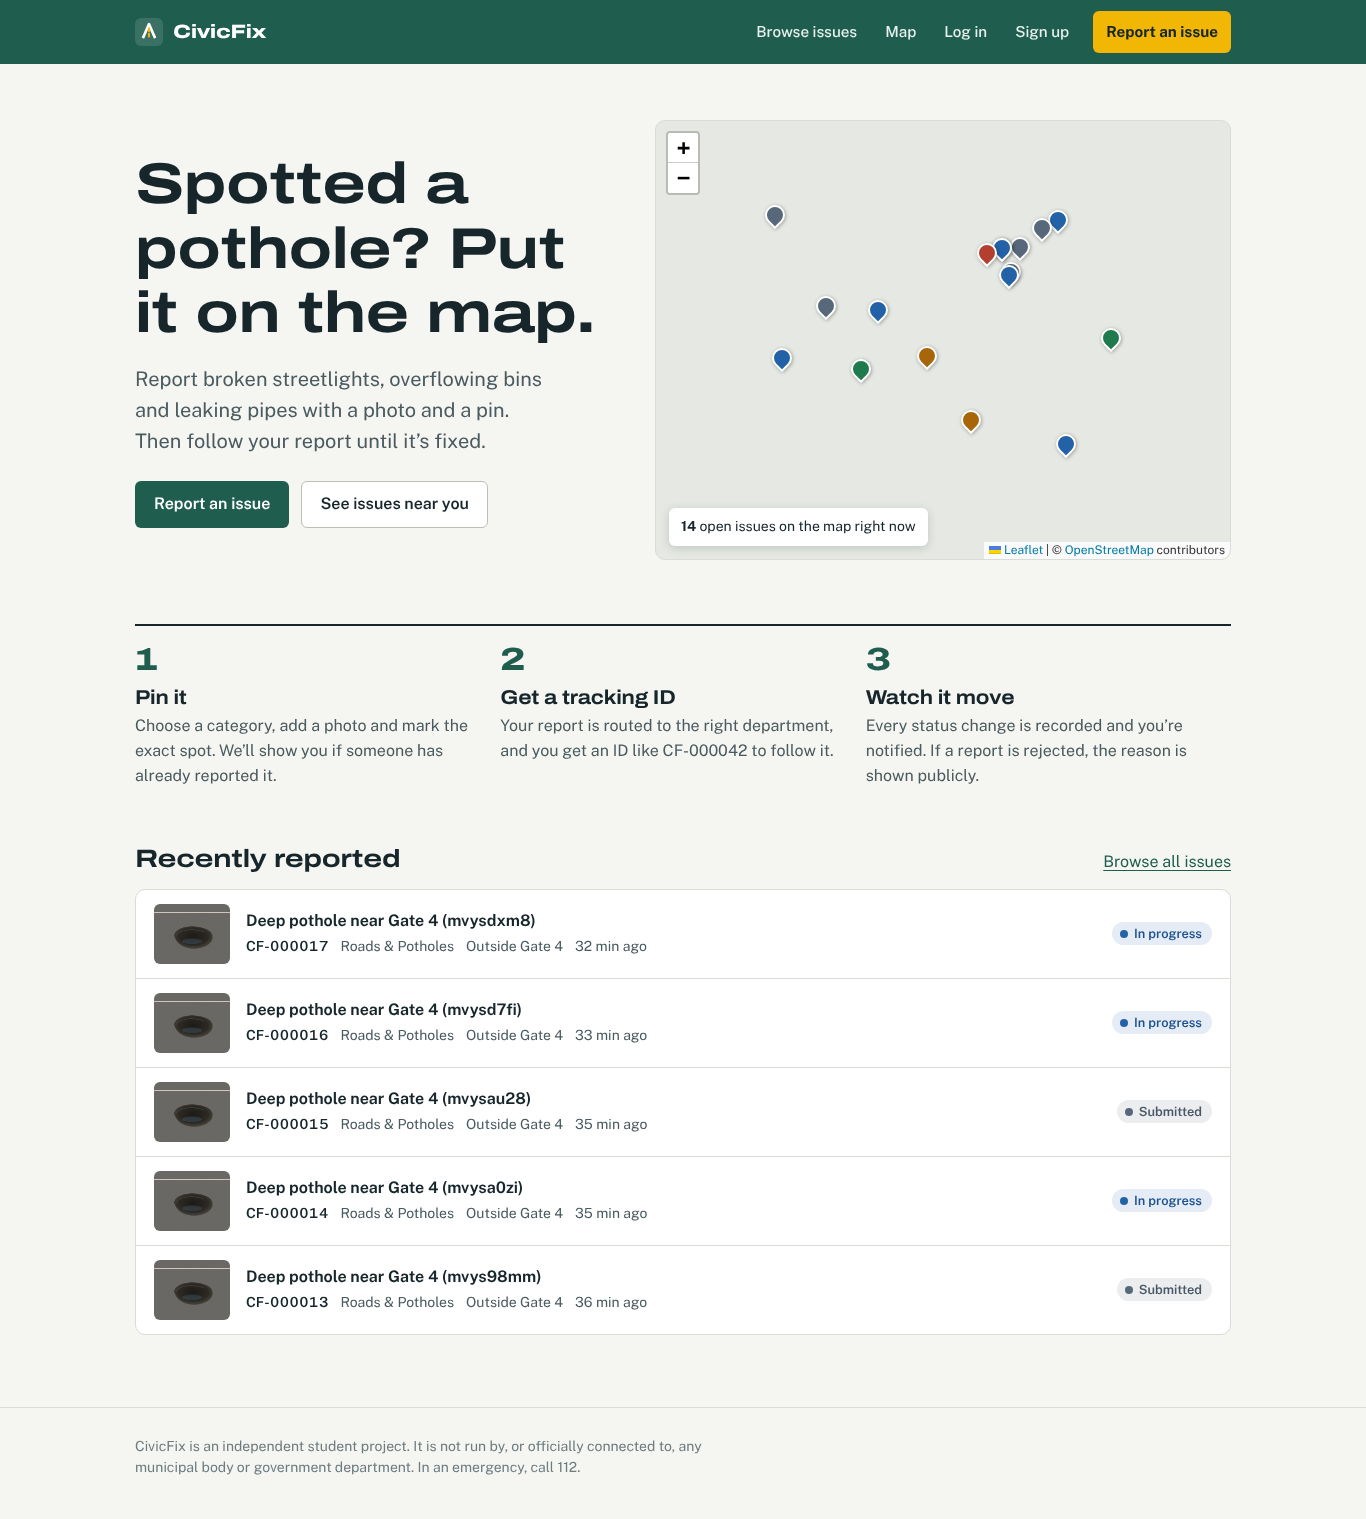 CivicFix
Browse issues
Map
Log in
Sign up
Report an issue
Spotted a
pothole? Put
it on the map.
Report broken streetlights, overflowing bins
and leaking pipes with a photo and a pin.
Then follow your report until it’s fixed.
Report an issue
See issues near you
+
−
14 open issues on the map right now
Leaflet | © OpenStreetMap contributors
1
Pin it
Choose a category, add a photo and mark the
exact spot. We’ll show you if someone has
already reported it.
2
Get a tracking ID
Your report is routed to the right department,
and you get an ID like CF-000042 to follow it.
3
Watch it move
Every status change is recorded and you’re
notified. If a report is rejected, the reason is
shown publicly.
Recently reported
Browse all issues
Deep pothole near Gate 4 (mvysdxm8)
CF-000017 Roads & Potholes Outside Gate 4 32 min ago
In progress
Deep pothole near Gate 4 (mvysd7fi)
CF-000016 Roads & Potholes Outside Gate 4 33 min ago
In progress
Deep pothole near Gate 4 (mvysau28)
CF-000015 Roads & Potholes Outside Gate 4 35 min ago
Submitted
Deep pothole near Gate 4 (mvysa0zi)
CF-000014 Roads & Potholes Outside Gate 4 35 min ago
In progress
Deep pothole near Gate 4 (mvys98mm)
CF-000013 Roads & Potholes Outside Gate 4 36 min ago
Submitted
CivicFix is an independent student project. It is not run by, or officially connected to, any
municipal body or government department. In an emergency, call 112.